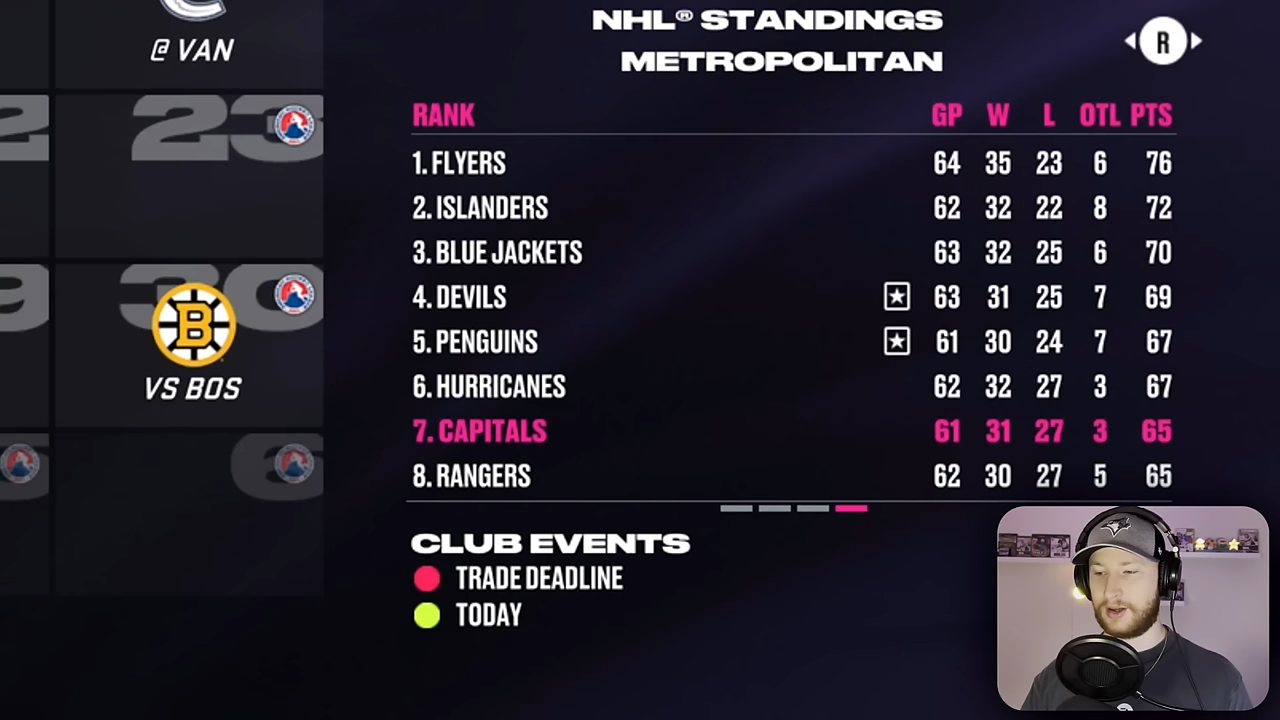 @ VAN
23
30
VS BOS
6
NHL® STANDINGS
METROPOLITAN
R
RANK GP W L OTL PTS
1. FLYERS 64 35 23 6 76
2. ISLANDERS 62 32 22 8 72
3. BLUE JACKETS 63 32 25 6 70
4. DEVILS 63 31 25 7 69
5. PENGUINS 61 30 24 7 67
6. HURRICANES 62 32 27 3 67
7. CAPITALS 61 31 27 3 65
8. RANGERS 62 30 27 5 65
CLUB EVENTS
TRADE DEADLINE
TODAY